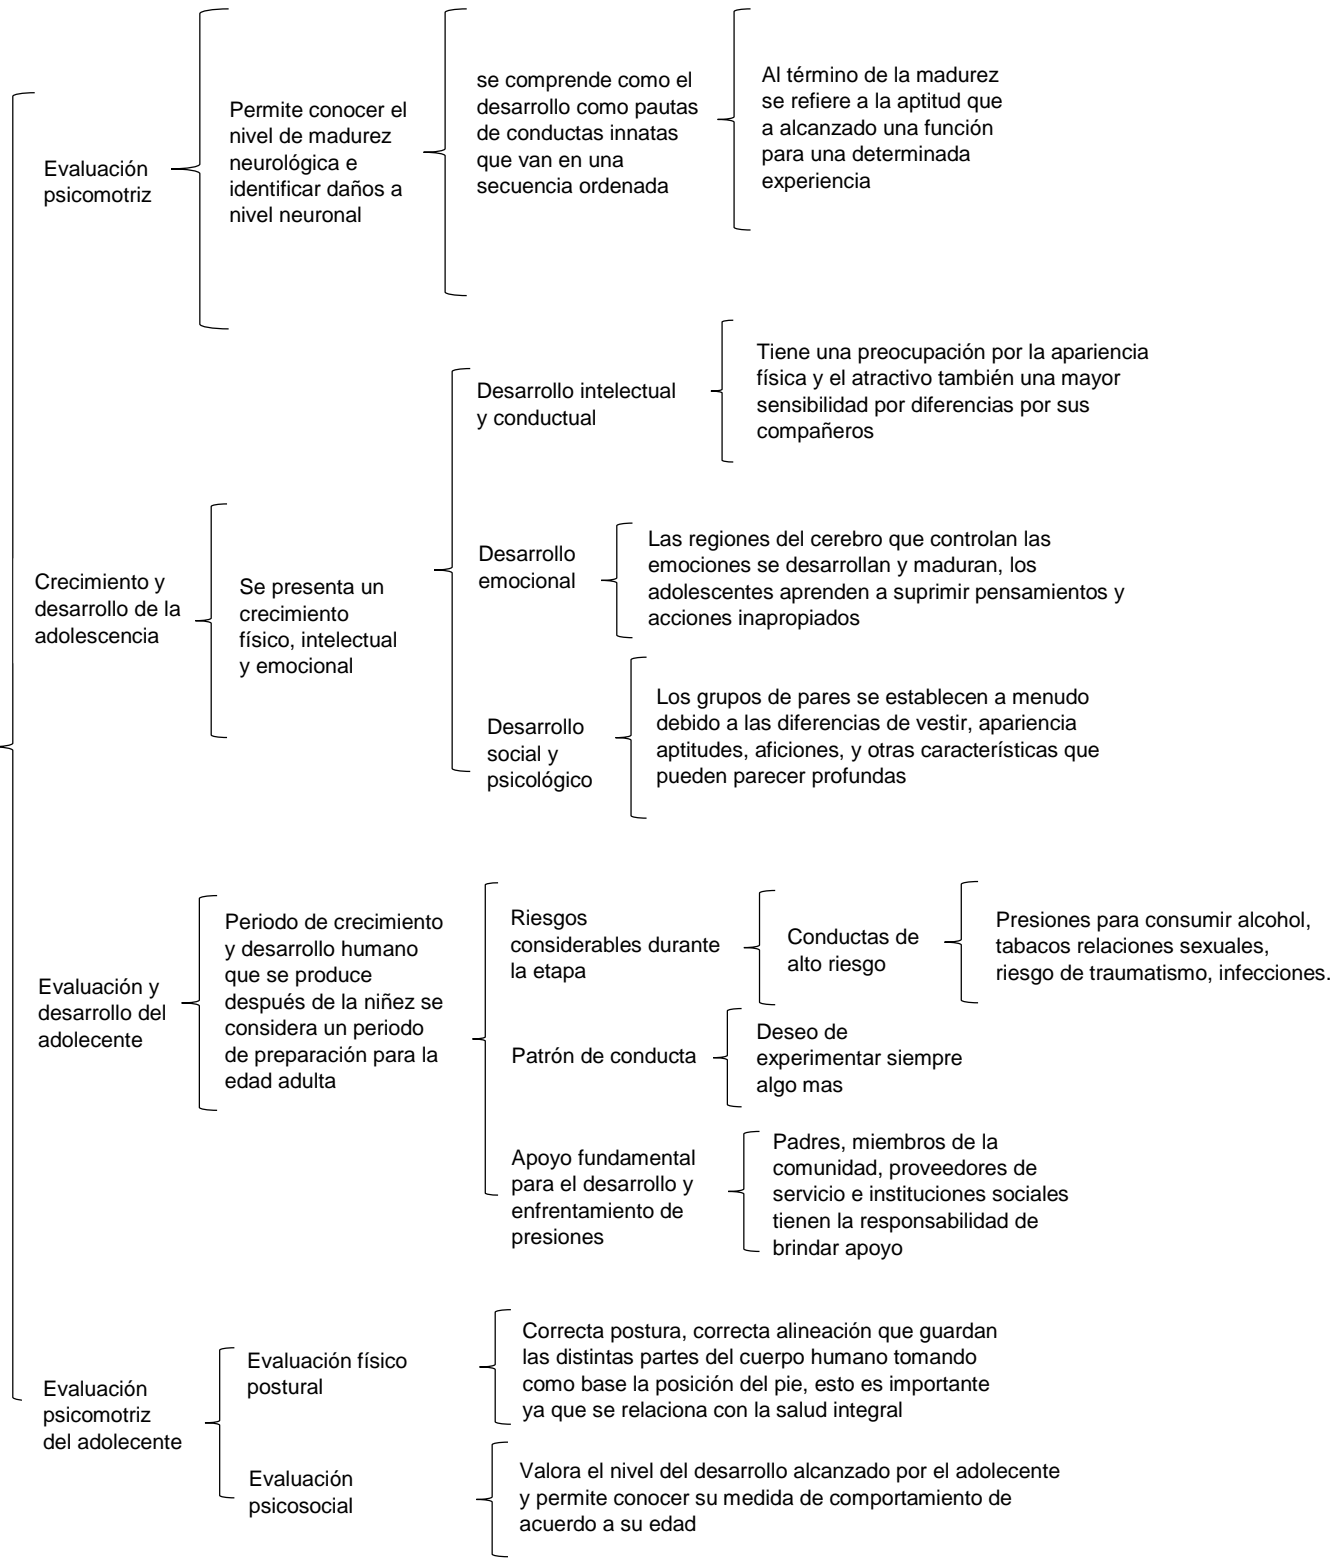 Evaluación
psicomotriz
Permite conocer el
nivel de madurez
neurológica e
identificar daños a
nivel neuronal
se comprende como el
desarrollo como pautas
de conductas innatas
que van en una
secuencia ordenada
Al término de la madurez
se refiere a la aptitud que
a alcanzado una función
para una determinada
experiencia
Crecimiento y
desarrollo de la
adolescencia
Se presenta un
crecimiento
físico, intelectual
y emocional
Desarrollo intelectual
y conductual
Tiene una preocupación por la apariencia
física y el atractivo también una mayor
sensibilidad por diferencias por sus
compañeros
Desarrollo
emocional
Las regiones del cerebro que controlan las
emociones se desarrollan y maduran, los
adolescentes aprenden a suprimir pensamientos y
acciones inapropiados
Desarrollo
social y
psicológico
Los grupos de pares se establecen a menudo
debido a las diferencias de vestir, apariencia
aptitudes, aficiones, y otras características que
pueden parecer profundas
Evaluación y
desarrollo del
adolecente
Periodo de crecimiento
y desarrollo humano
que se produce
después de la niñez se
considera un periodo
de preparación para la
edad adulta
Riesgos
considerables durante
la etapa
Conductas de
alto riesgo
Presiones para consumir alcohol,
tabacos relaciones sexuales,
riesgo de traumatismo, infecciones.
Patrón de conducta
Deseo de
experimentar siempre
algo mas
Apoyo fundamental
para el desarrollo y
enfrentamiento de
presiones
Padres, miembros de la
comunidad, proveedores de
servicio e instituciones sociales
tienen la responsabilidad de
brindar apoyo
Evaluación
psicomotriz
del adolecente
Evaluación físico
postural
Correcta postura, correcta alineación que guardan
las distintas partes del cuerpo humano tomando
como base la posición del pie, esto es importante
ya que se relaciona con la salud integral
Evaluación
psicosocial
Valora el nivel del desarrollo alcanzado por el adolecente
y permite conocer su medida de comportamiento de
acuerdo a su edad